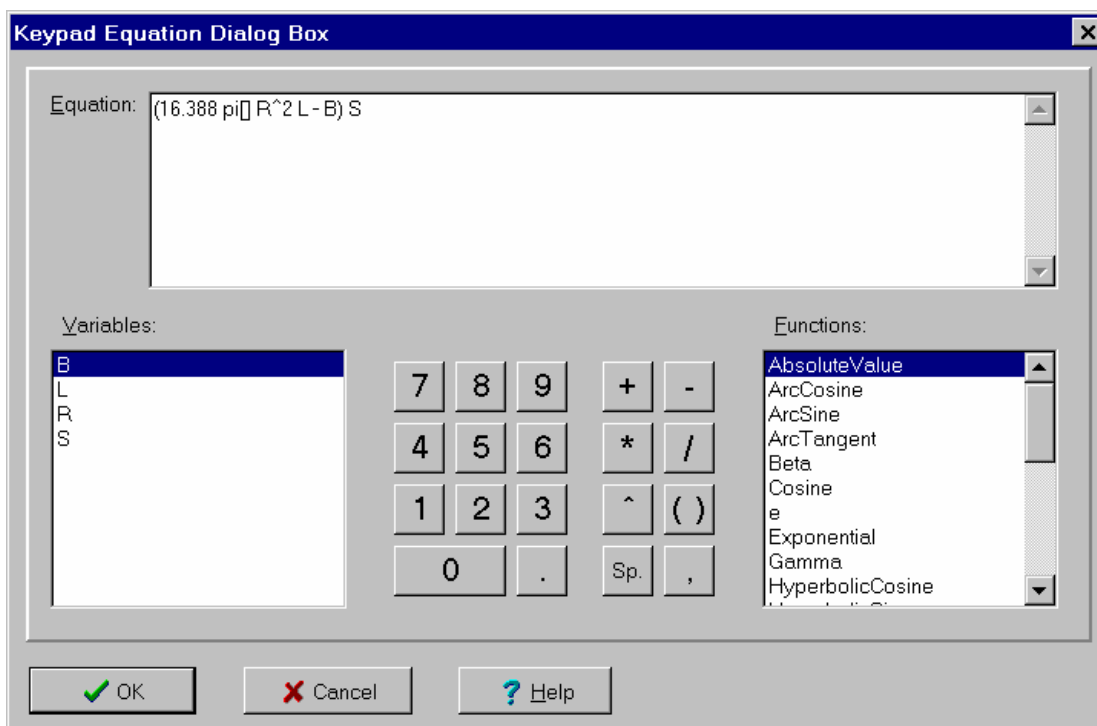 Keypad Equation Dialog Box
Equation: (16.388 pi[] R^2 L - B) S
Variables:
B
L
R
S
7 8 9 + -
4 5 6 * /
1 2 3 ^ ( )
0 . Sp. ,
Functions:
AbsoluteValue
ArcCosine
ArcSine
ArcTangent
Beta
Cosine
e
Exponential
Gamma
HyperbolicCosine
OK Cancel ? Help